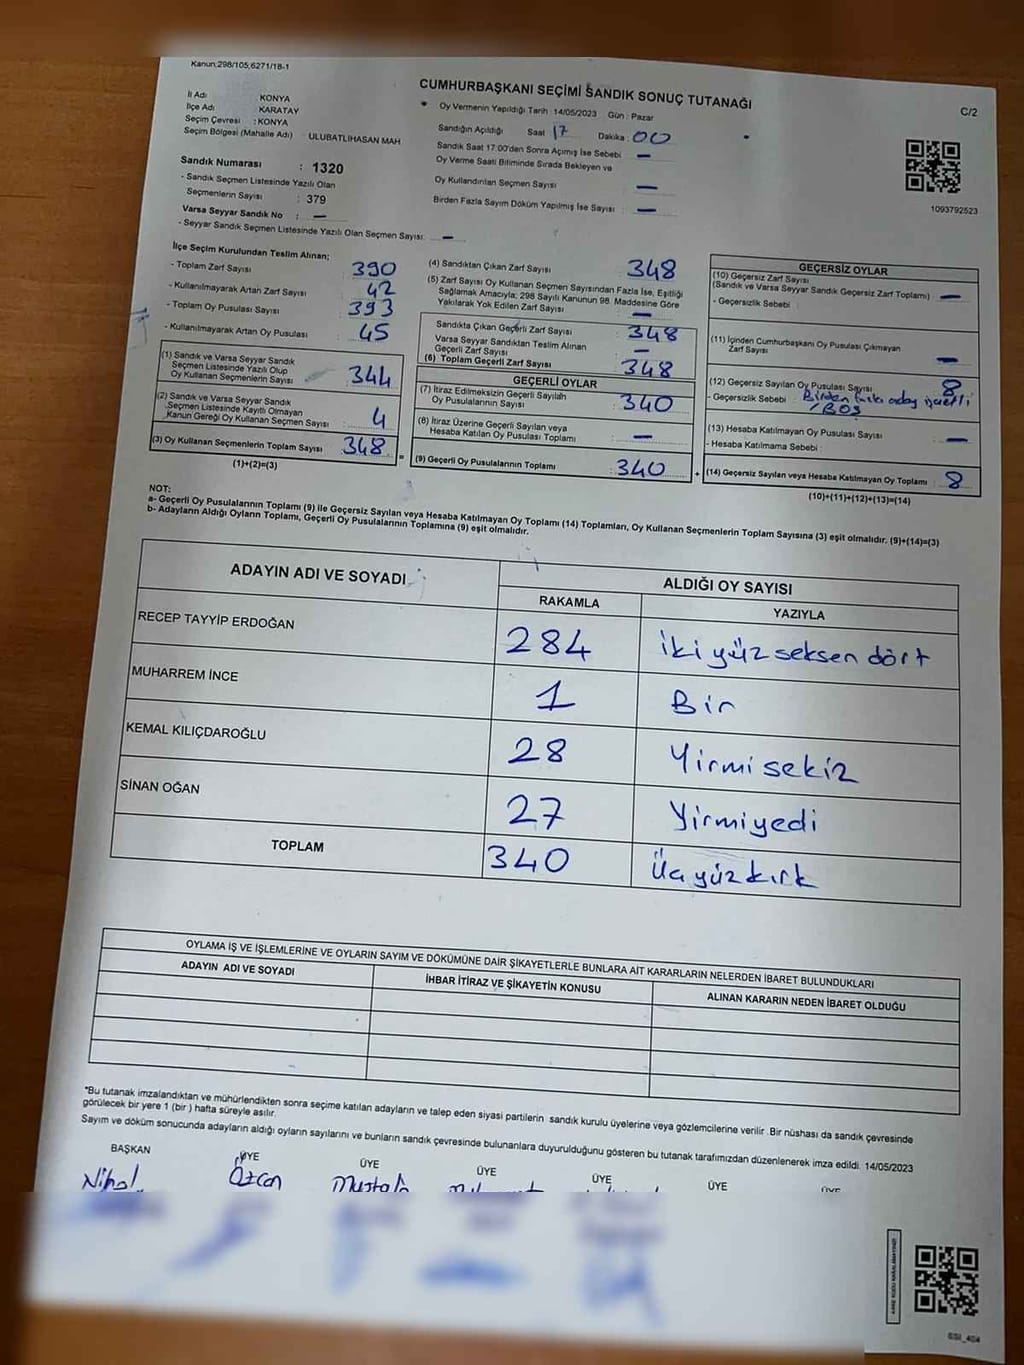 Kanun;298/105;6271/18-1
CUMHURBAŞKANI SEÇİMİ SANDIK SONUÇ TUTANAĞI
C/2
İl Adı KONYA
İlçe Adı KARATAY
Seçim Çevresi : KONYA
Seçim Bölgesi (Mahalle Adı) : ULUBATLIHASAN MAH
Oy Vermenin Yapıldığı Tarih 14/05/2023 Gün : Pazar
Sandığın Açıldığı Saat 17 Dakika : 00
Sandık Saat 17:00'den Sonra Açımış İse Sebebi : —
Oy Verme Saati Bitiminde Sırada Bekleyen ve
Oy Kullandırılan Seçmen Sayısı : —
Birden Fazla Sayım Döküm Yapılmış İse Sayısı : —
1093792523
Sandık Numarası : 1320
- Sandık Seçmen Listesinde Yazılı Olan
Seçmenlerin Sayısı : 379
Varsa Seyyar Sandık No : —
- Seyyar Sandık Seçmen Listesinde Yazılı Olan Seçmen Sayısı: —
İlçe Seçim Kurulundan Teslim Alınan;
- Toplam Zarf Sayısı 390
- Kullanılmayarak Artan Zarf Sayısı : 42
- Toplam Oy Pusulası Sayısı : 393
- Kullanılmayarak Artan Oy Pusulası : 45
(1) Sandık ve Varsa Seyyar Sandık
Seçmen Listesinde Yazılı Olup
Oy Kullanan Seçmenlerin Sayısı : 344
(2) Sandık ve Varsa Seyyar Sandık
Seçmen Listesinde Kayıtlı Olmayan
Kanun Gereği Oy Kullanan Seçmen Sayısı : 4
(3) Oy Kullanan Seçmenlerin Toplam Sayısı : 348
(1)+(2)=(3)
(4) Sandıktan Çıkan Zarf Sayısı : 348
(5) Zarf Sayısı Oy Kullanan Seçmen Sayısından Fazla İse, Eşitliği
Sağlamak Amacıyla; 298 Sayılı Kanunun 98. Maddesine Göre
Yakılarak Yok Edilen Zarf Sayısı : —
Sandıkta Çıkan Geçerli Zarf Sayısı : 348
Varsa Seyyar Sandıktan Teslim Alınan
Geçerli Zarf Sayısı : —
(6) Toplam Geçerli Zarf Sayısı : 348
GEÇERLİ OYLAR
(7) İtiraz Edilmeksizin Geçerli Sayılan
Oy Pusulalarının Sayısı : 340
(8) İtiraz Üzerine Geçerli Sayılan veya
Hesaba Katılan Oy Pusulası Toplamı : —
= (9) Geçerli Oy Pusulalarının Toplamı : 340 +
GEÇERSİZ OYLAR
(10) Geçersiz Zarf Sayısı
(Sandık ve Varsa Seyyar Sandık Geçersiz Zarf Toplamı) : —
- Geçersizlik Sebebi :
(11) İçinden Cumhurbaşkanı Oy Pusulası Çıkmayan
Zarf Sayısı : —
(12) Geçersiz Sayılan Oy Pusulası Sayısı : 8
- Geçersizlik Sebebi : Birden fazla aday işaretli
/BOŞ
(13) Hesaba Katılmayan Oy Pusulası Sayısı : —
- Hesaba Katılmama Sebebi :
(14) Geçersiz Sayılan veya Hesaba Katılmayan Oy Toplamı : 8
(10)+(11)+(12)+(13)=(14)
NOT:
a- Geçerli Oy Pusulalarının Toplamı (9) ile Geçersiz Sayılan veya Hesaba Katılmayan Oy Toplamı (14) Toplamları, Oy Kullanan Seçmenlerin Toplam Sayısına (3) eşit olmalıdır. (9)+(14)=(3)
b- Adayların Aldığı Oyların Toplamı, Geçerli Oy Pusulalarının Toplamına (9) eşit olmalıdır.
ADAYIN ADI VE SOYADI
ALDIĞI OY SAYISI
RAKAMLA YAZIYLA
RECEP TAYYİP ERDOĞAN 284 iki yüz seksen dört
MUHARREM İNCE 1 Bir
KEMAL KILIÇDAROĞLU 28 Yirmi sekiz
SİNAN OĞAN 27 Yirmiyedi
TOPLAM 340 Üç yüz kırk
OYLAMA İŞ VE İŞLEMLERİNE VE OYLARIN SAYIM VE DÖKÜMÜNE DAİR ŞİKAYETLERLE BUNLARA AİT KARARLARIN NELERDEN İBARET BULUNDUKLARI
ADAYIN ADI VE SOYADI İHBAR İTİRAZ VE ŞİKAYETİN KONUSU ALINAN KARARIN NEDEN İBARET OLDUĞU
*Bu tutanak imzalandıktan ve mühürlendikten sonra seçime katılan adayların ve talep eden siyasi partilerin sandık kurulu üyelerine veya gözlemcilerine verilir .Bir nüshası da sandık çevresinde
görülecek bir yere 1 (bir ) hafta süreyle asılır.
Sayım ve döküm sonucunda adayların aldığı oyların sayılarını ve bunların sandık çevresinde bulunanlara duyurulduğunu gösteren bu tutanak tarafımızdan düzenlenerek imza edildi. 14/05/2023
BAŞKAN ÜYE ÜYE ÜYE ÜYE ÜYE ÜYE
Nihal Özcan Mustafa
GSI_404